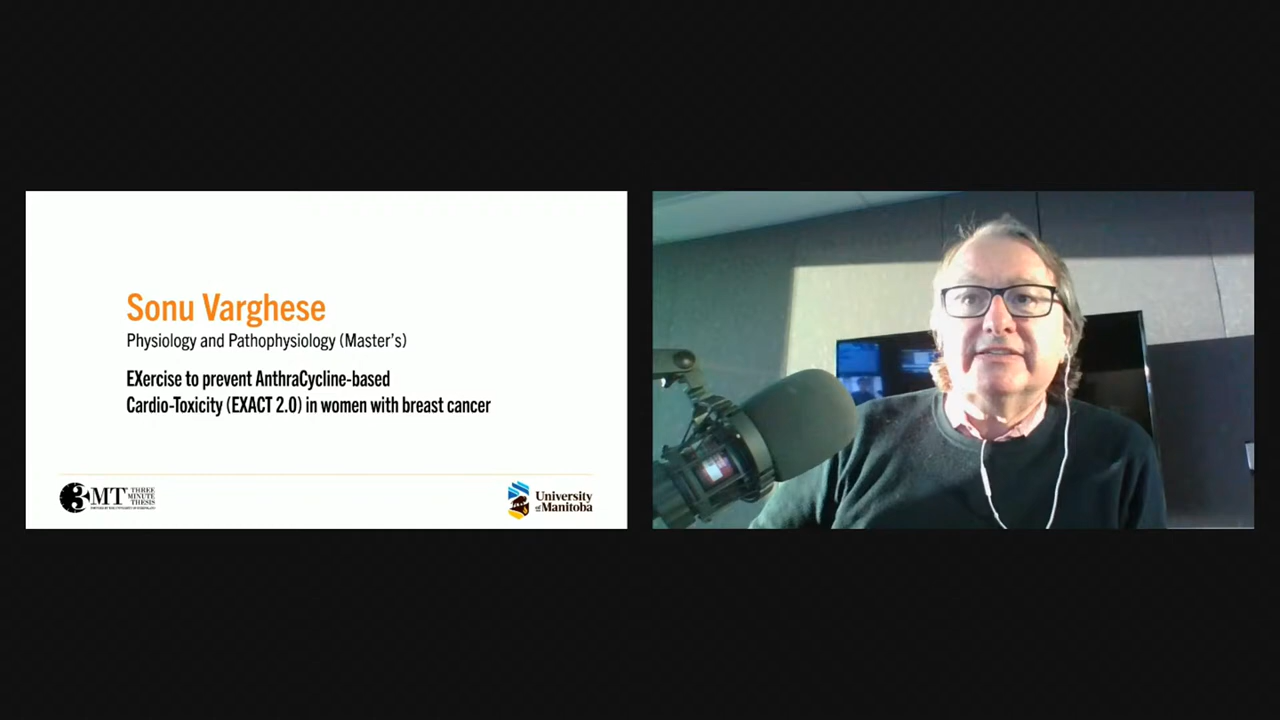 Sonu Varghese
Physiology and Pathophysiology (Master's)
EXercise to prevent AnthraCycline-based
Cardio-Toxicity (EXACT 2.0) in women with breast cancer
3MT THREE
MINUTE
THESIS
University
of Manitoba